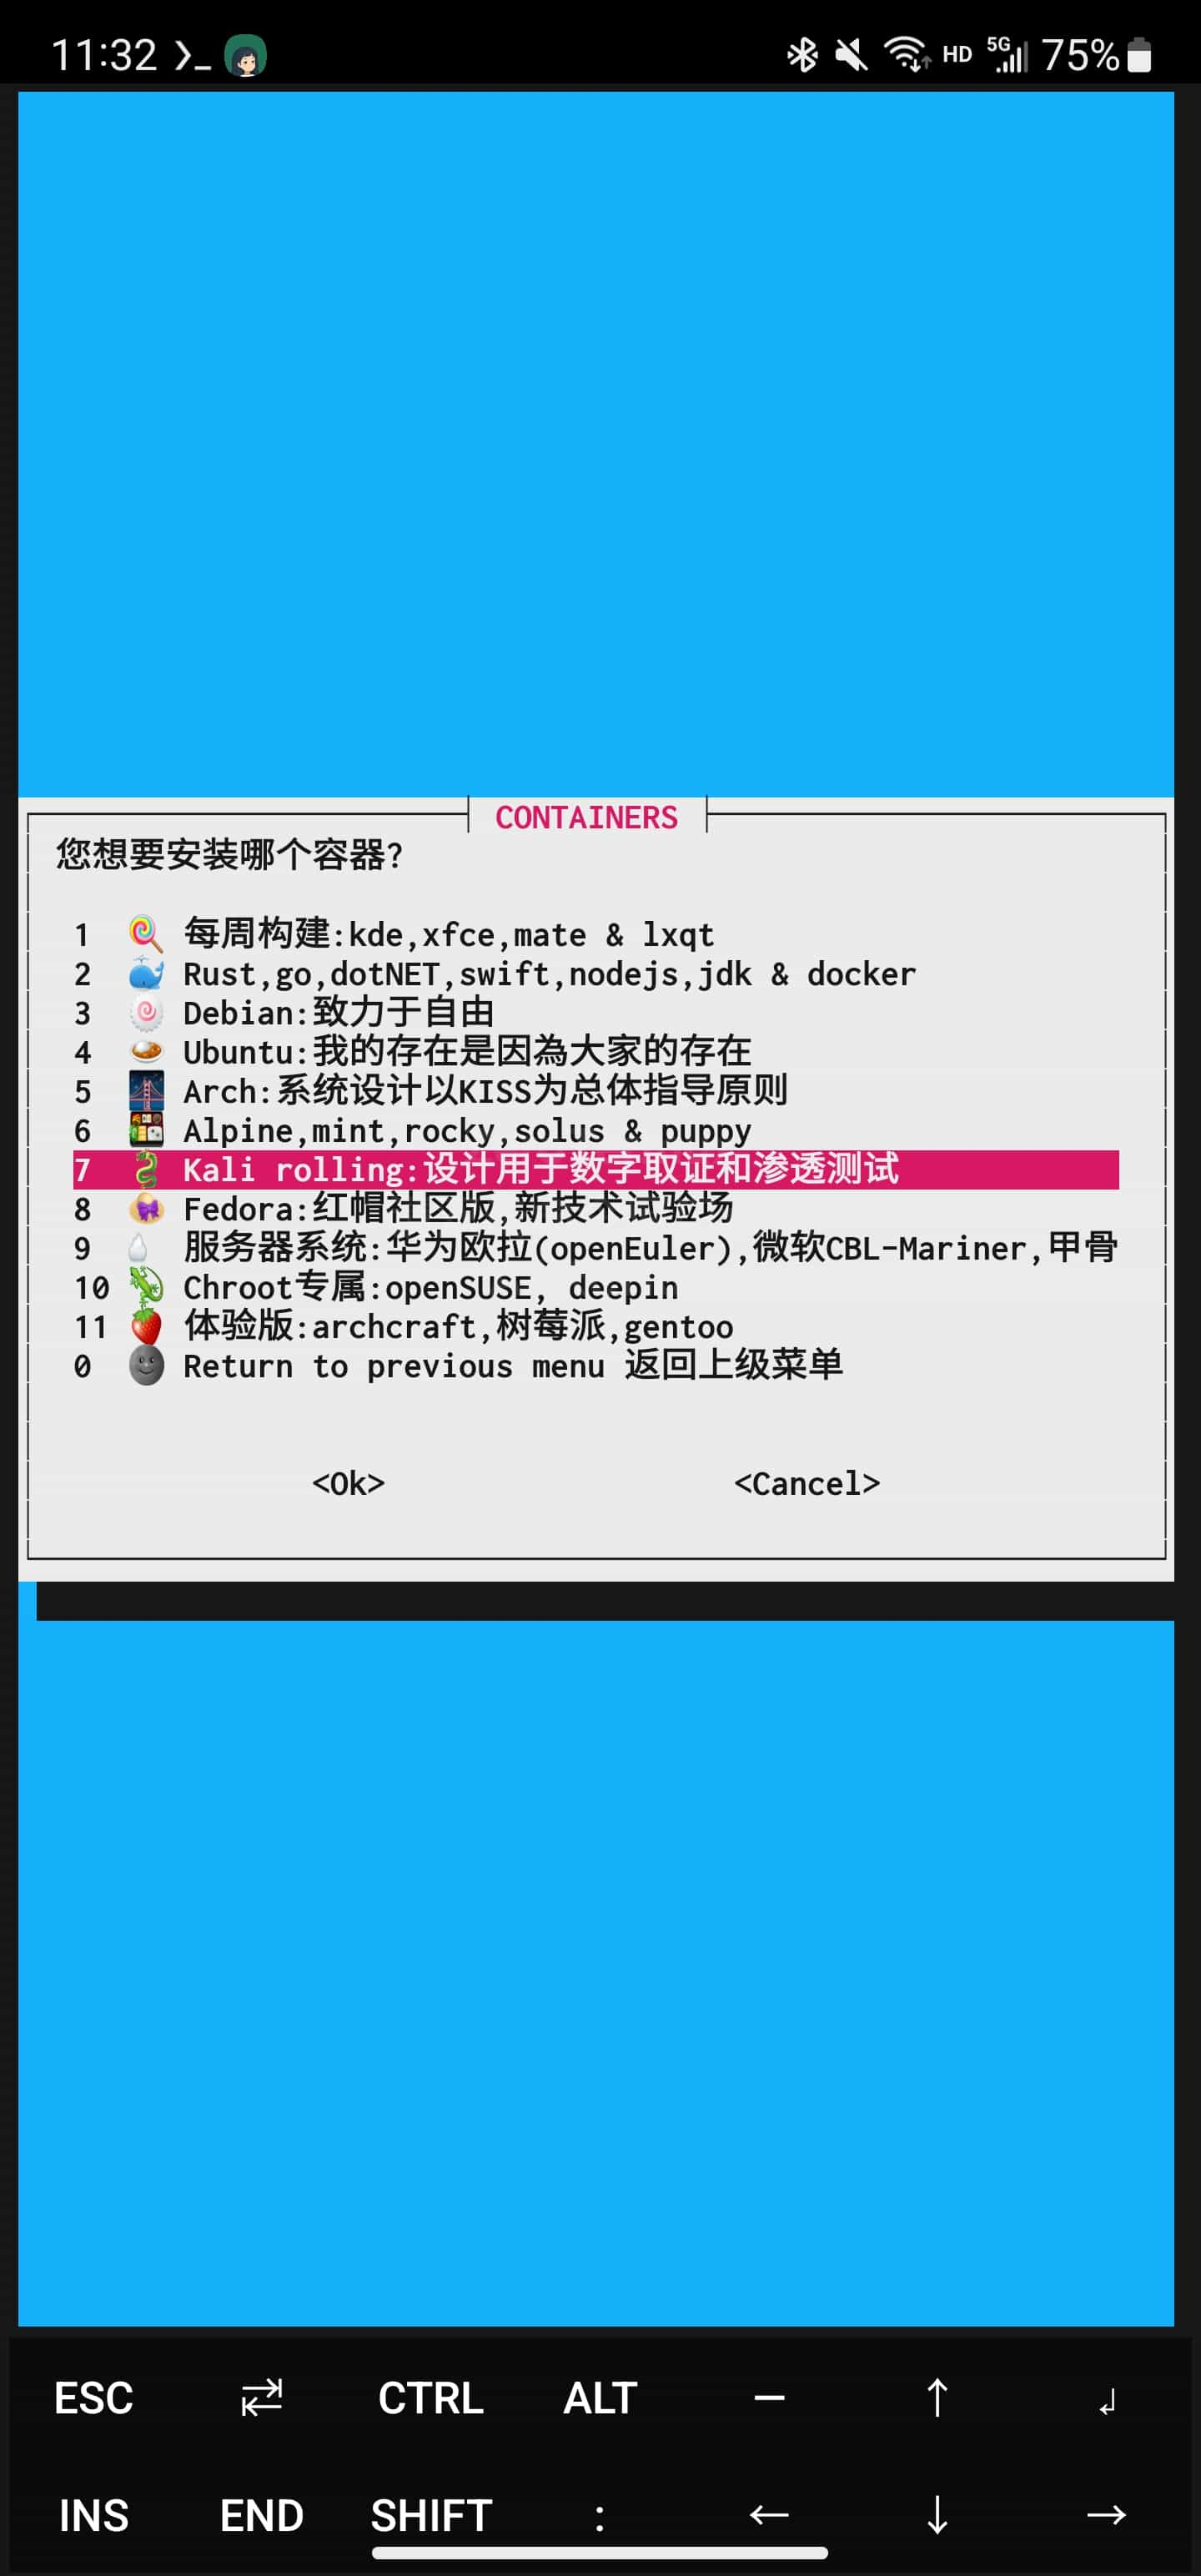 11:32
HD 5G 75%
CONTAINERS
您想要安装哪个容器?
1 每周构建:kde,xfce,mate & lxqt
2 Rust,go,dotNET,swift,nodejs,jdk & docker
3 Debian:致力于自由
4 Ubuntu:我的存在是因為大家的存在
5 Arch:系统设计以KISS为总体指导原则
6 Alpine,mint,rocky,solus & puppy
7 Kali rolling:设计用于数字取证和渗透测试
8 Fedora:红帽社区版,新技术试验场
9 服务器系统:华为欧拉(openEuler),微软CBL-Mariner,甲骨
10 Chroot专属:openSUSE, deepin
11 体验版:archcraft,树莓派,gentoo
0 Return to previous menu 返回上级菜单
<Ok> <Cancel>
ESC CTRL ALT — ↑ ↲
INS END SHIFT : ← ↓ →